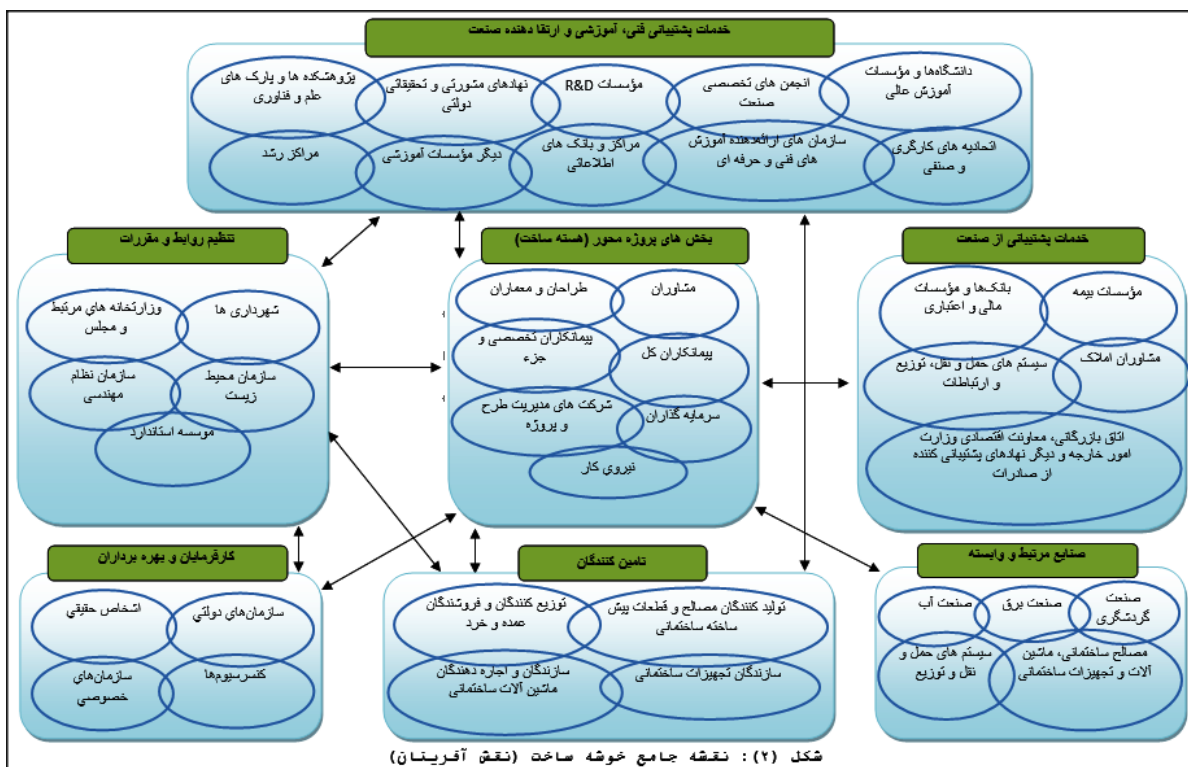 خدمات پشتیبانی فنی، آموزشی و ارتقا دهنده صنعت
دانشگاه‌ها و مؤسسات
آموزش عالی
انجمن های تخصصی
صنعت
مؤسسات R&D
نهادهای مشورتی و تحقیقاتی
دولتی
پژوهشکده ها و پارک های
علم و فناوری
اتحادیه های کارگری
و صنفی
سازمان های ارائه‌دهنده آموزش
های فنی و حرفه ای
مراکز و بانک های
اطلاعاتی
دیگر مؤسسات آموزشی
مراکز رشد
خدمات پشتیبانی از صنعت
مؤسسات بیمه
بانک‌ها و مؤسسات
مالی و اعتباری
مشاوران املاک
سیستم های حمل و نقل، توزیع
و ارتباطات
اتاق بازرگانی، معاونت اقتصادی وزارت
امور خارجه و دیگر نهادهای پشتیبانی کننده
از صادرات
بخش های پروژه محور (هسته ساخت)
مشاوران
طراحان و معماران
پیمانکاران کل
پیمانکاران تخصصی و
جزء
سرمایه گذاران
شرکت های مدیریت طرح
و پروژه
نیروي کار
تنظیم روابط و مقررات
شهرداری ها
وزارتخانه هاي مرتبط
و مجلس
سازمان محیط
زیست
سازمان نظام
مهندسی
موسسه استاندارد
صنایع مرتبط و وابسته
صنعت
گردشگری
صنعت برق
صنعت آب
مصالح ساختمانی، ماشین
آلات و تجهیزات ساختمانی
سیستم های حمل و
نقل و توزیع
تامین کنندگان
تولید کنندگان مصالح و قطعات پیش
ساخته ساختمانی
توزیع کنندگان و فروشندگان
عمده و خرد
سازندگان تجهیزات ساختمانی
سازندگان و اجاره دهندگان
ماشین آلات ساختمانی
کارفرمایان و بهره برداران
سازمان‌هاي دولتي
اشخاص حقیقي
کنسرسیوم‌ها
سازمان‌هاي
خصوصي
شکل (۲): نقشه جامع خوشه ساخت (نقش آفرینان)